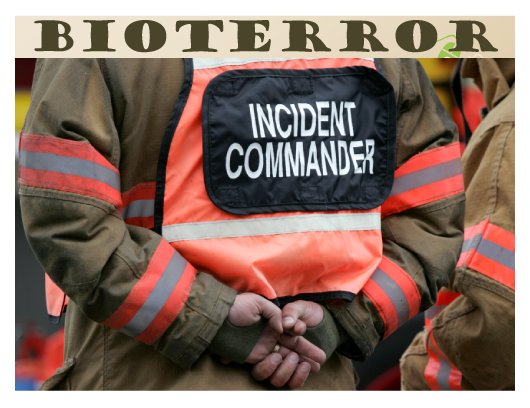 BIOTERROR
INCIDENT
COMMANDER